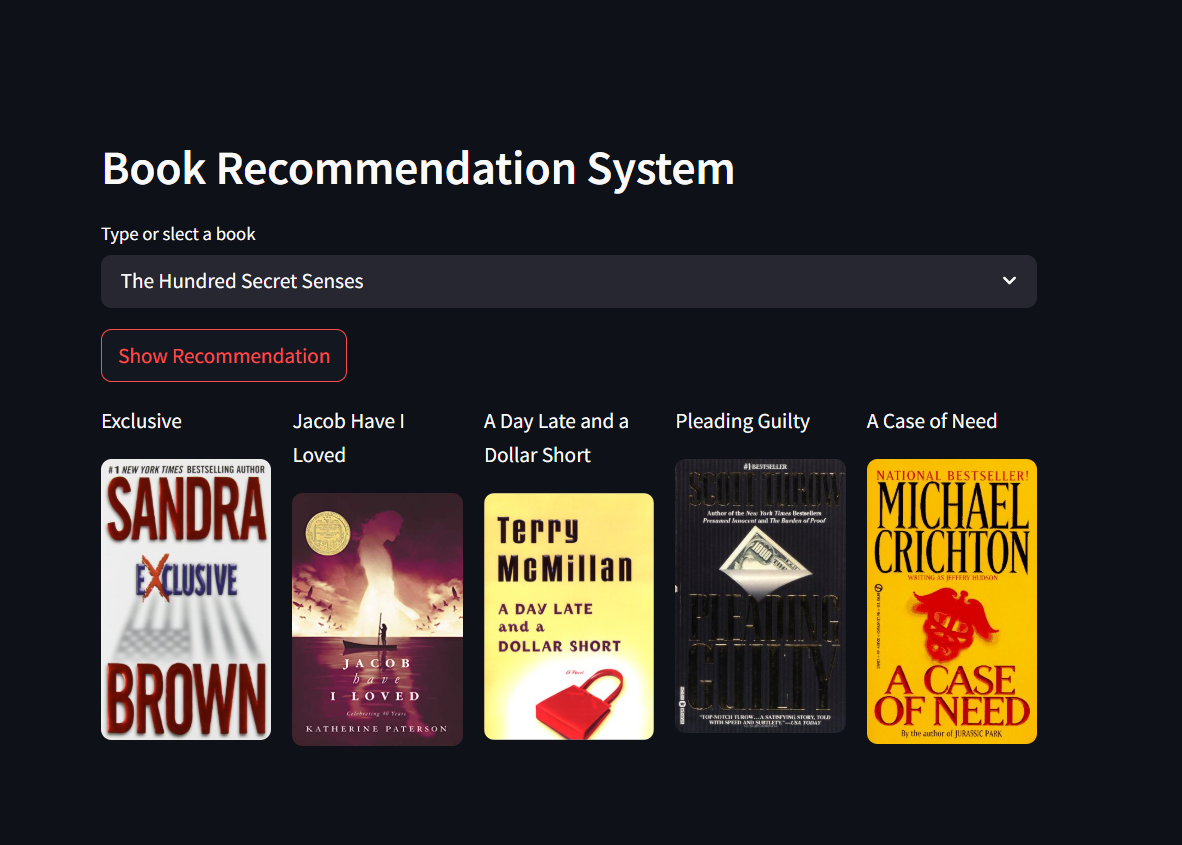 Book Recommendation System
Type or slect a book
The Hundred Secret Senses
Show Recommendation
Exclusive
#1 NEW YORK TIMES BESTSELLING AUTHOR
SANDRA
EXCLUSIVE
BROWN
Jacob Have I
Loved
JACOB
have
I LOVED
Celebrating 40 Years
KATHERINE PATERSON
A Day Late and a
Dollar Short
Terry
McMillan
A DAY LATE
and a
DOLLAR SHORT
A Novel
Pleading Guilty
#1 BESTSELLER
SCOTT TUROW
Author of the New York Times Bestsellers
Presumed Innocent and The Burden of Proof
1000
PLEADING
GUILTY
"TOP-NOTCH TUROW...A SATISFYING STORY, TOLD
WITH SPEED AND SUBTLETY."—USA TODAY
A Case of Need
NATIONAL BESTSELLER!
MICHAEL
CRICHTON
WRITING AS JEFFERY HUDSON
A CASE
OF NEED
By the author of JURASSIC PARK